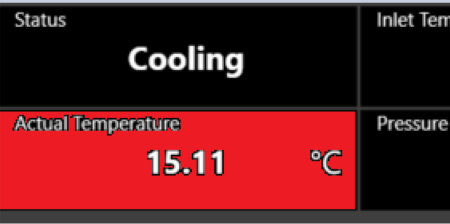 Status
Inlet Tem
Cooling
Actual Temperature
Pressure
15.11 °C